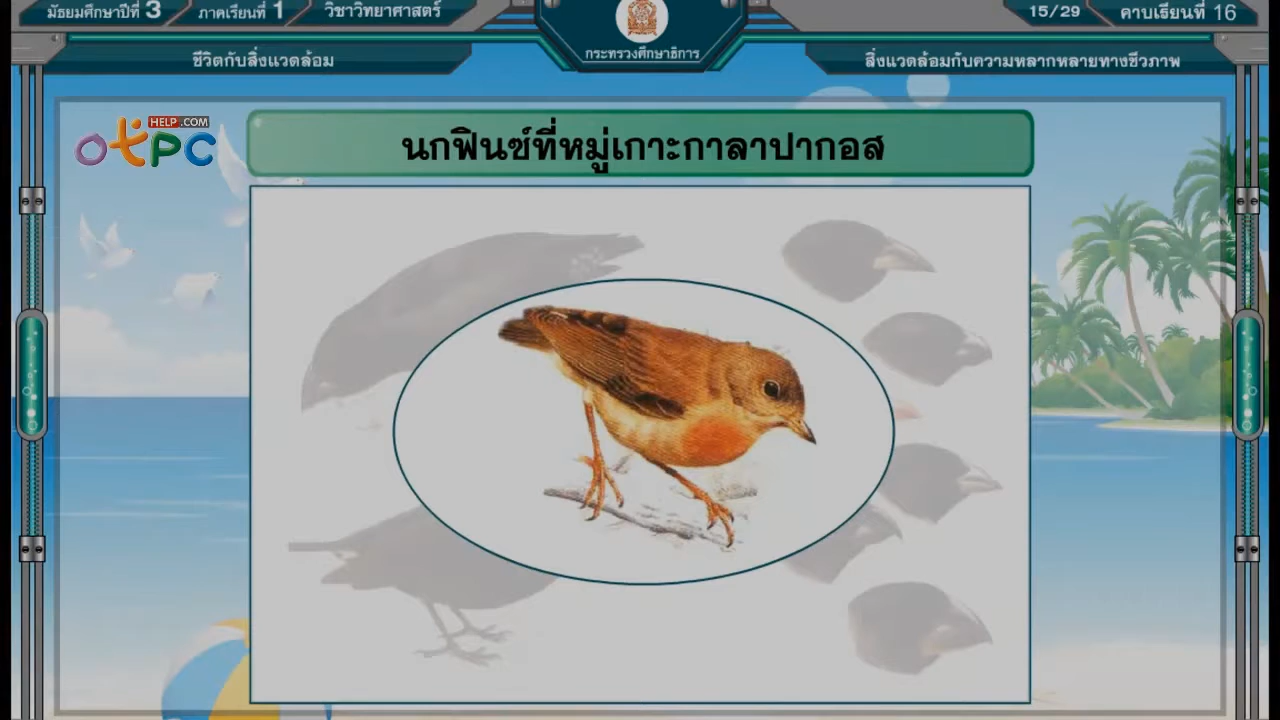 มัธยมศึกษาปีที่ 3
ภาคเรียนที่ 1
วิชาวิทยาศาสตร์
กระทรวงศึกษาธิการ
15/29
คาบเรียนที่ 16
ชีวิตกับสิ่งแวดล้อม
สิ่งแวดล้อมกับความหลากหลายทางชีวภาพ
HELP.COM
OTPC
นกฟินซ์ที่หมู่เกาะกาลาปากอส